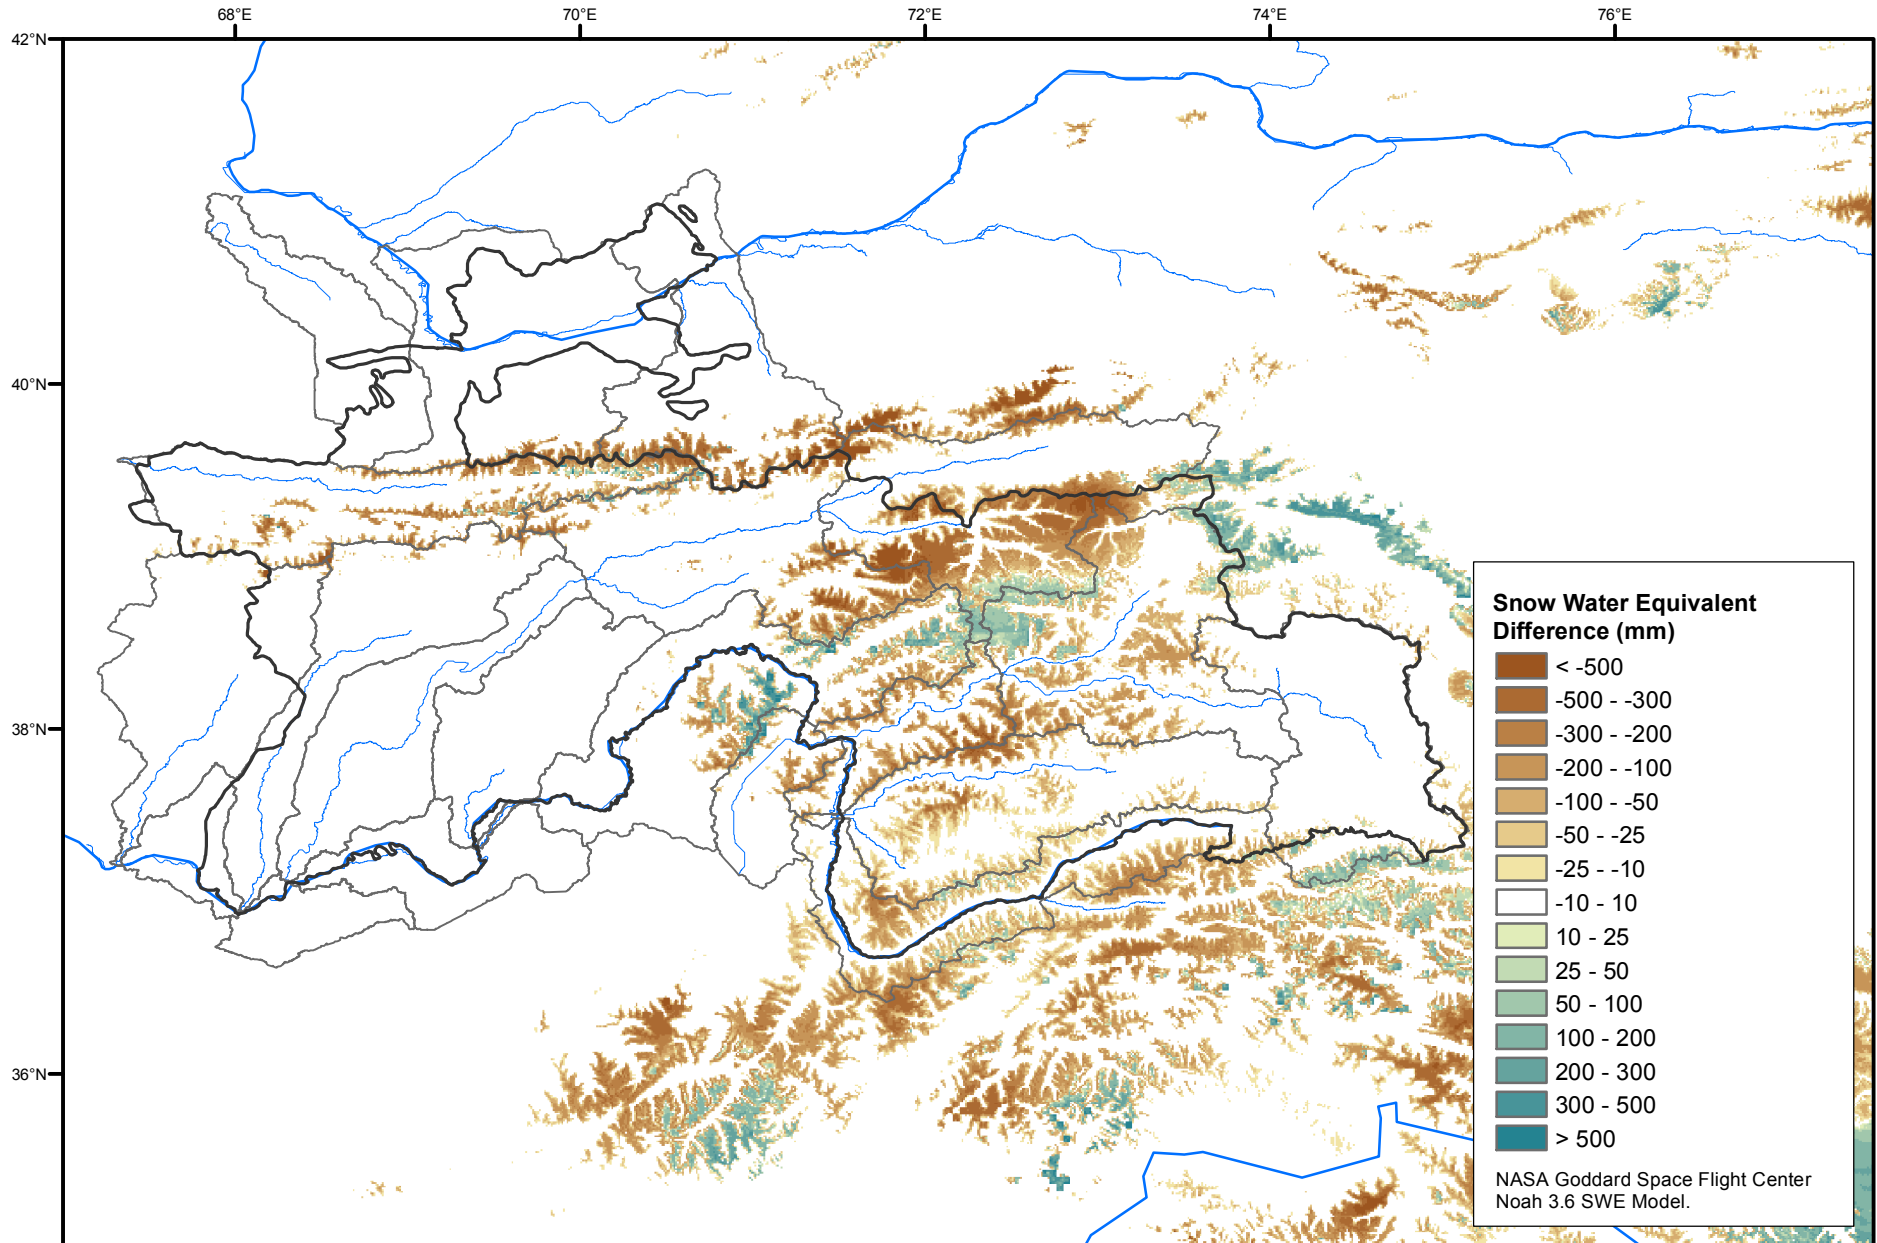 68°E
70°E
72°E
74°E
76°E
42°N
40°N
38°N
36°N
Snow Water Equivalent
Difference (mm)
< -500
-500 - -300
-300 - -200
-200 - -100
-100 - -50
-50 - -25
-25 - -10
-10 - 10
10 - 25
25 - 50
50 - 100
100 - 200
200 - 300
300 - 500
> 500
NASA Goddard Space Flight Center
Noah 3.6 SWE Model.